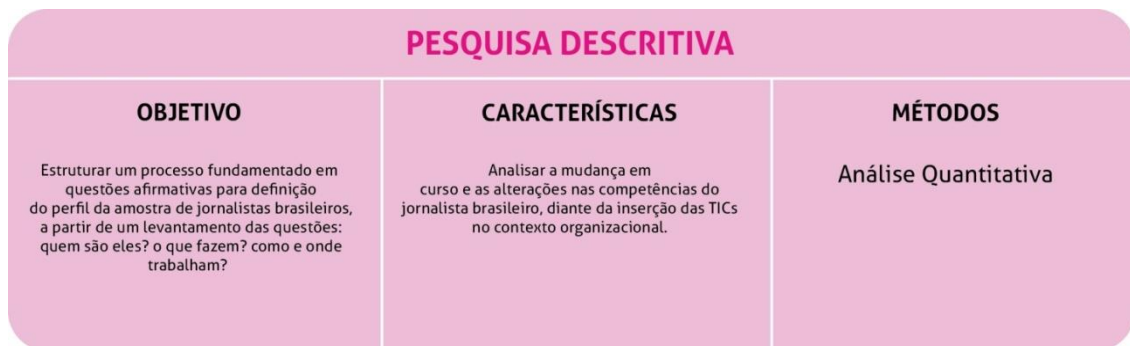 PESQUISA DESCRITIVA
OBJETIVO
Estruturar um processo fundamentado em
questões afirmativas para definição
do perfil da amostra de jornalistas brasileiros,
a partir de um levantamento das questões:
quem são eles? o que fazem? como e onde
trabalham?
CARACTERÍSTICAS
Analisar a mudança em
curso e as alterações nas competências do
jornalista brasileiro, diante da inserção das TICs
no contexto organizacional.
MÉTODOS
Análise Quantitativa